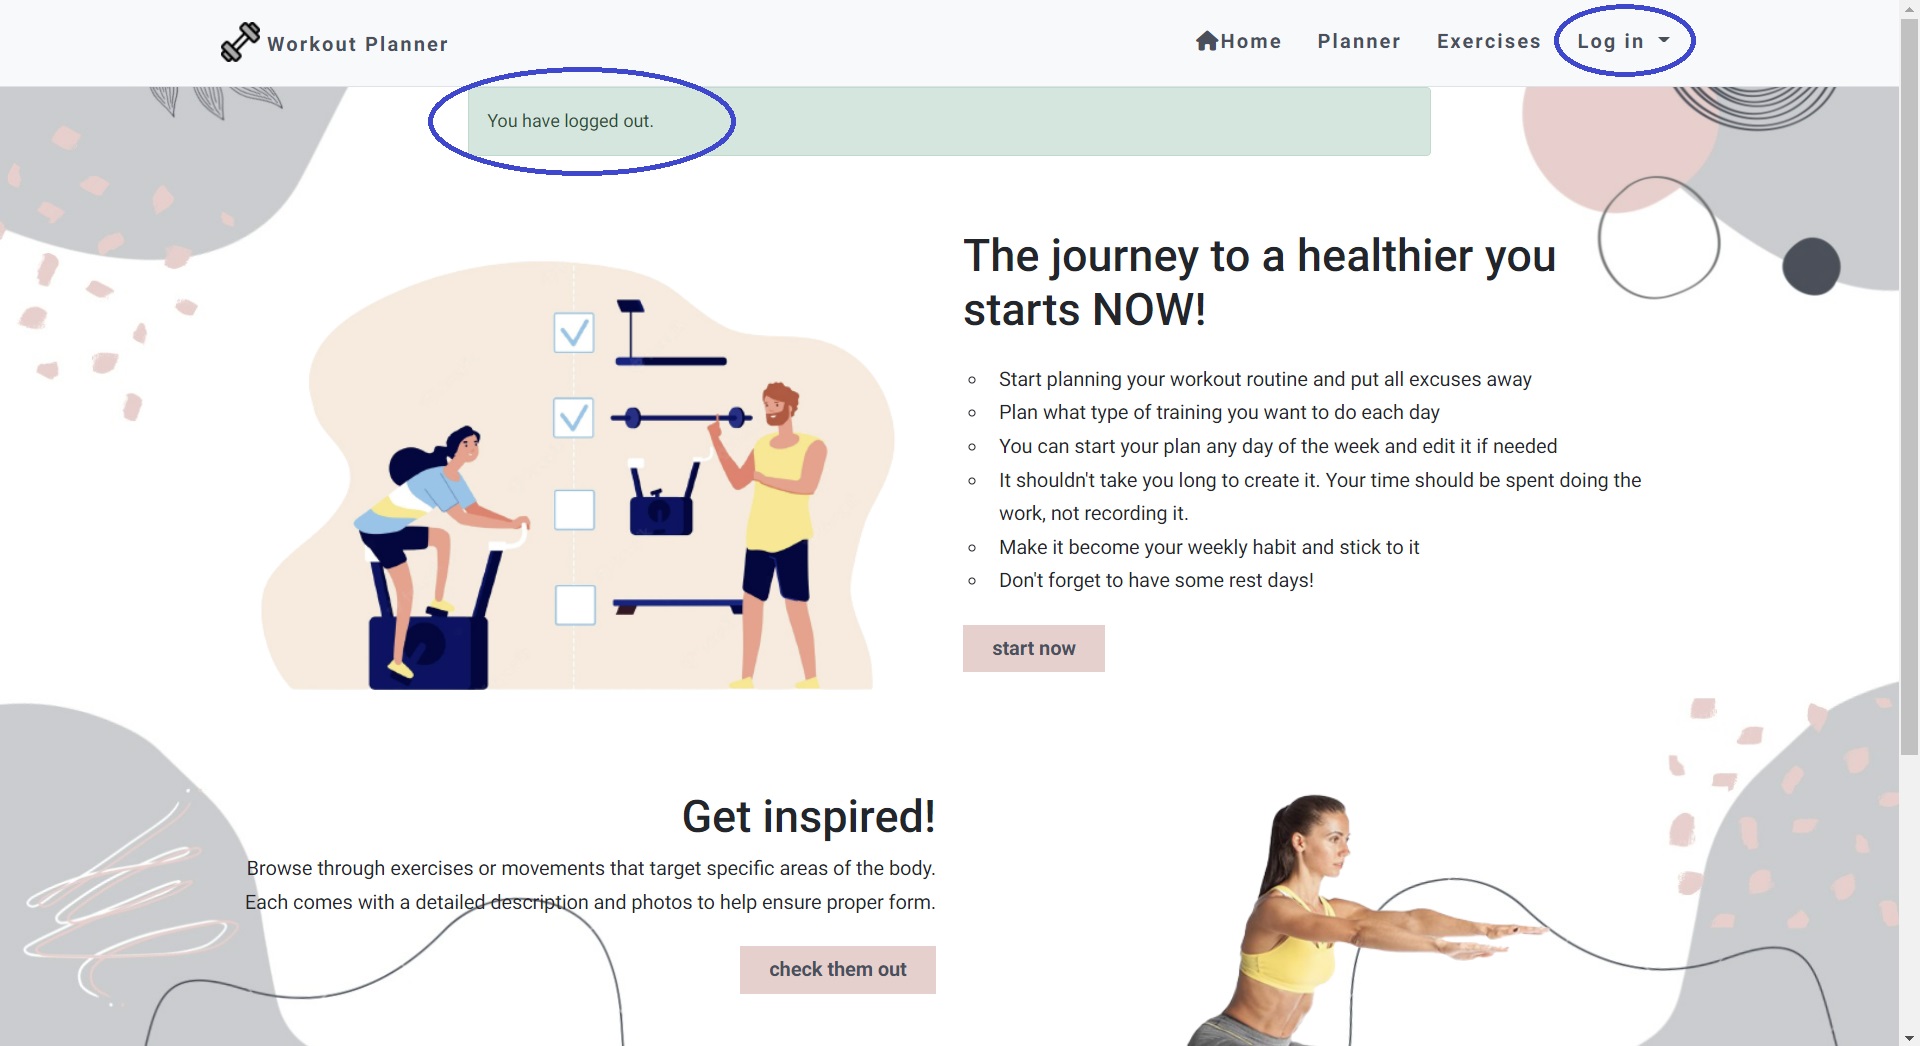 Workout Planner
Home Planner Exercises Log in
You have logged out.
The journey to a healthier you
starts NOW!
Start planning your workout routine and put all excuses away
Plan what type of training you want to do each day
You can start your plan any day of the week and edit it if needed
It shouldn't take you long to create it. Your time should be spent doing the
work, not recording it.
Make it become your weekly habit and stick to it
Don't forget to have some rest days!
start now
Get inspired!
Browse through exercises or movements that target specific areas of the body.
Each comes with a detailed description and photos to help ensure proper form.
check them out